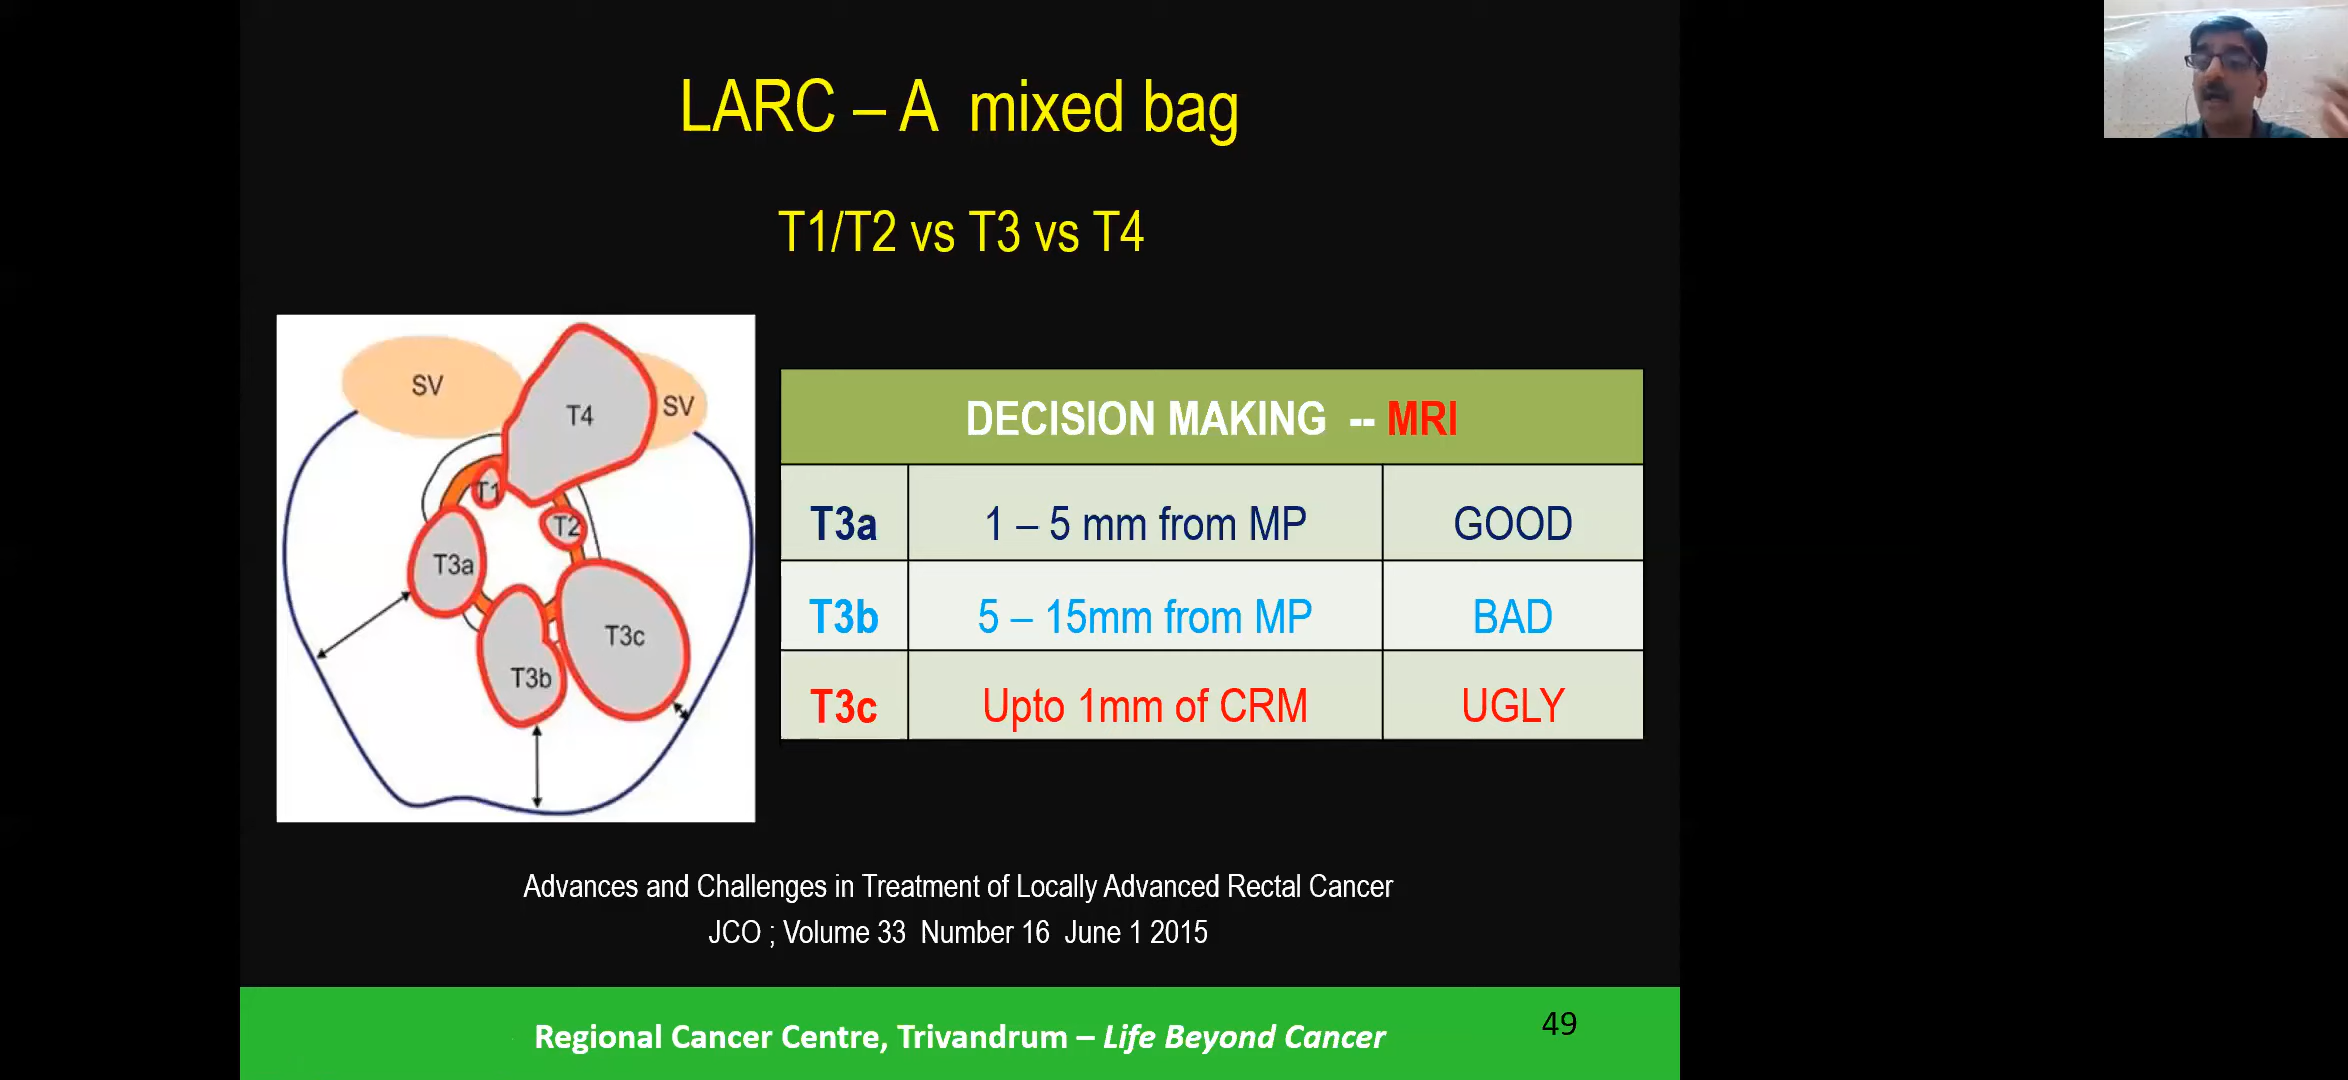 LARC – A mixed bag
T1/T2 vs T3 vs T4
SV
T4
SV
T1
T2
T3a
T3c
T3b
DECISION MAKING -- MRI
T3a 1 – 5 mm from MP GOOD
T3b 5 – 15mm from MP BAD
T3c Upto 1mm of CRM UGLY
Advances and Challenges in Treatment of Locally Advanced Rectal Cancer
JCO ; Volume 33 Number 16 June 1 2015
Regional Cancer Centre, Trivandrum – Life Beyond Cancer
49